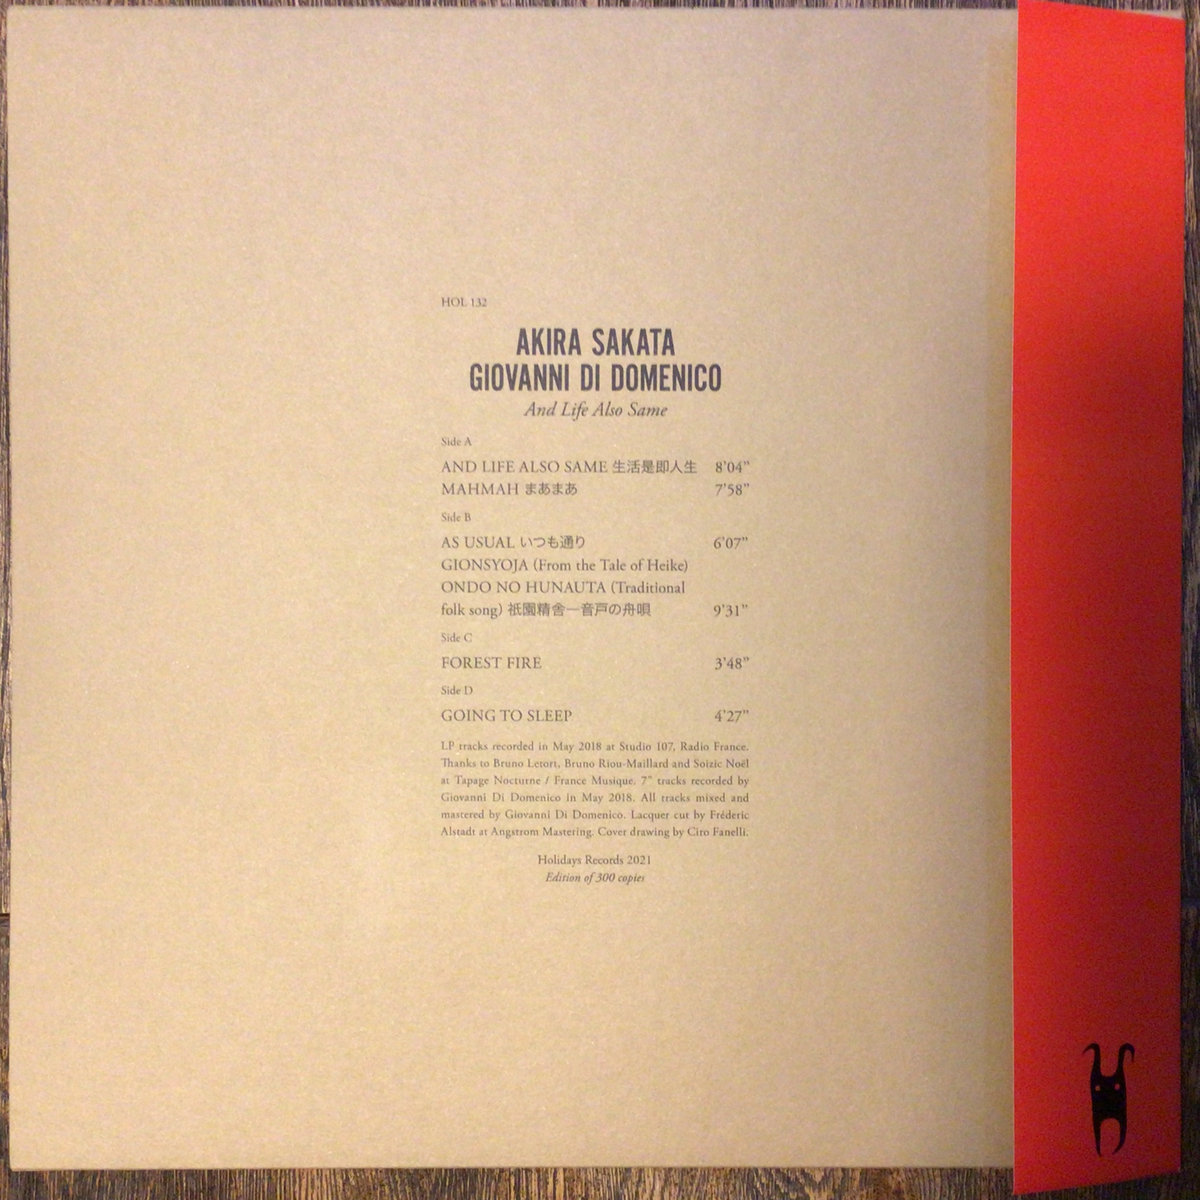 HOL 132
AKIRA SAKATA
GIOVANNI DI DOMENICO
And Life Also Same
Side A
AND LIFE ALSO SAME 生活是即人生 8'04"
MAHMAH まあまあ 7'58"
Side B
AS USUAL いつも通り 6'07"
GIONSYOJA (From the Tale of Heike)
ONDO NO HUNAUTA (Traditional
folk song) 祇園精舎—音戸の舟唄 9'31"
Side C
FOREST FIRE 3'48"
Side D
GOING TO SLEEP 4'27"
LP tracks recorded in May 2018 at Studio 107, Radio France.
Thanks to Bruno Letort, Bruno Riou-Maillard and Soizic Noël
at Tapage Nocturne / France Musique. 7" tracks recorded by
Giovanni Di Domenico in May 2018. All tracks mixed and
mastered by Giovanni Di Domenico. Lacquer cut by Fréderic
Alstadt at Angstrom Mastering. Cover drawing by Ciro Fanelli.
Holidays Records 2021
Edition of 300 copies